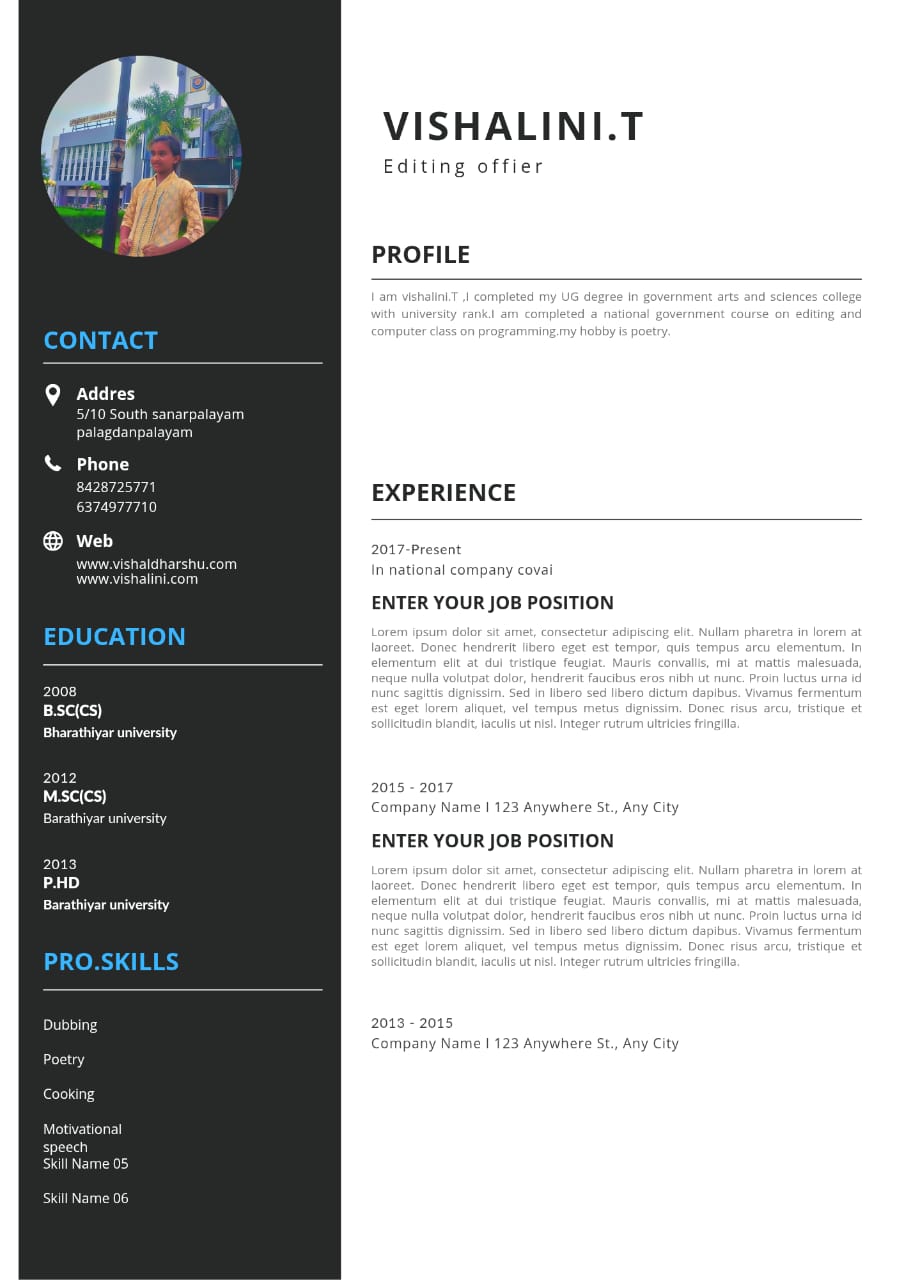 VISHALINI.T
Editing offier
CONTACT
Addres
5/10 South sanarpalayam
palagdanpalayam
Phone
8428725771
6374977710
Web
www.vishaldharshu.com
www.vishalini.com
EDUCATION
2008
B.SC(CS)
Bharathiyar university
2012
M.SC(CS)
Barathiyar university
2013
P.HD
Barathiyar university
PRO.SKILLS
Dubbing
Poetry
Cooking
Motivational
speech
Skill Name 05
Skill Name 06
PROFILE
I am vishalini.T ,I completed my UG degree in government arts and sciences college
with university rank.I am completed a national government course on editing and
computer class on programming.my hobby is poetry.
EXPERIENCE
2017-Present
In national company covai
ENTER YOUR JOB POSITION
Lorem ipsum dolor sit amet, consectetur adipiscing elit. Nullam pharetra in lorem at
laoreet. Donec hendrerit libero eget est tempor, quis tempus arcu elementum. In
elementum elit at dui tristique feugiat. Mauris convallis, mi at mattis malesuada,
neque nulla volutpat dolor, hendrerit faucibus eros nibh ut nunc. Proin luctus urna id
nunc sagittis dignissim. Sed in libero sed libero dictum dapibus. Vivamus fermentum
est eget lorem aliquet, vel tempus metus dignissim. Donec risus arcu, tristique et
sollicitudin blandit, iaculis ut nisl. Integer rutrum ultricies fringilla.
2015 - 2017
Company Name I 123 Anywhere St., Any City
ENTER YOUR JOB POSITION
Lorem ipsum dolor sit amet, consectetur adipiscing elit. Nullam pharetra in lorem at
laoreet. Donec hendrerit libero eget est tempor, quis tempus arcu elementum. In
elementum elit at dui tristique feugiat. Mauris convallis, mi at mattis malesuada,
neque nulla volutpat dolor, hendrerit faucibus eros nibh ut nunc. Proin luctus urna id
nunc sagittis dignissim. Sed in libero sed libero dictum dapibus. Vivamus fermentum
est eget lorem aliquet, vel tempus metus dignissim. Donec risus arcu, tristique et
sollicitudin blandit, iaculis ut nisl. Integer rutrum ultricies fringilla.
2013 - 2015
Company Name I 123 Anywhere St., Any City